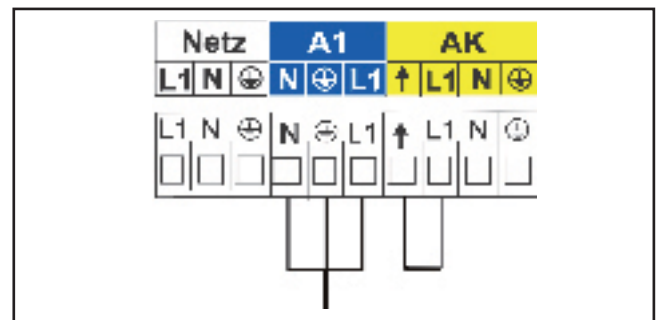 Netz A1 AK
L1 N ⏚ N ⏚ L1 ↑ L1 N ⏚
L1 N ⏚ N ⏚ L1 ↑ L1 N ⏚